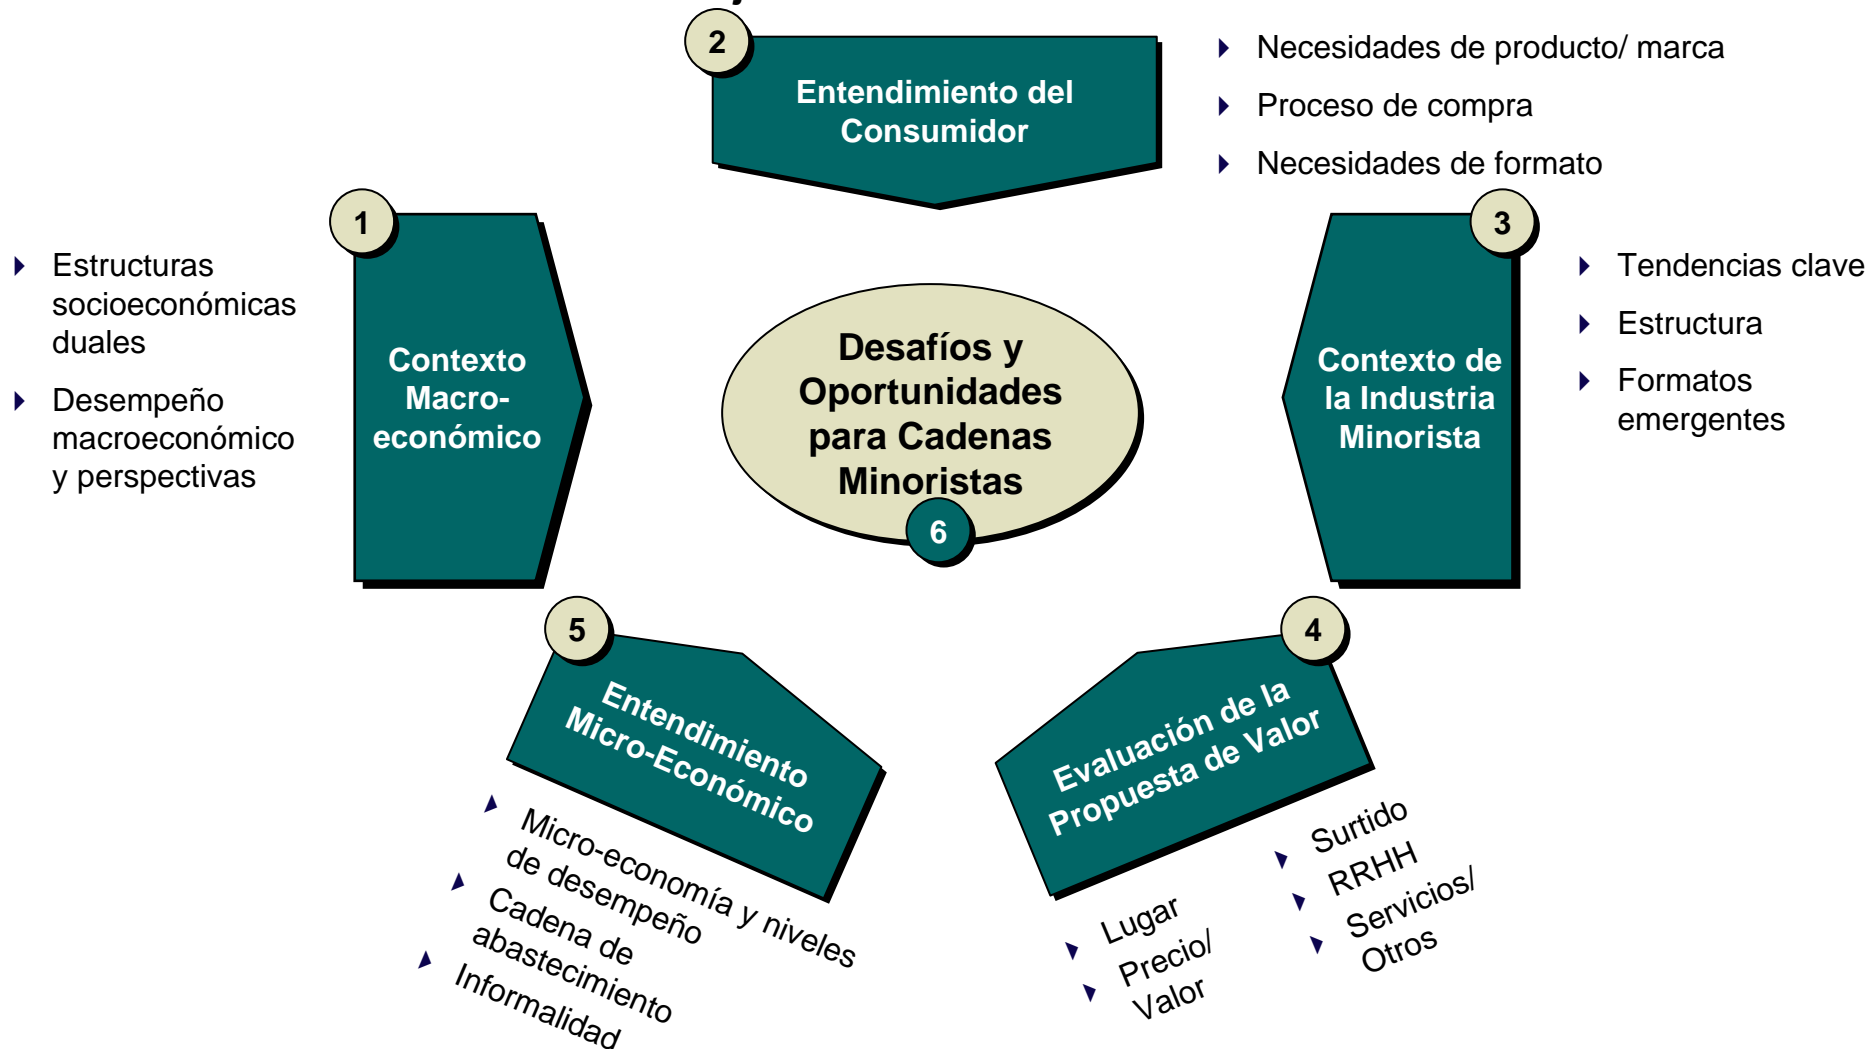 2
Entendimiento del
Consumidor
Necesidades de producto/ marca
Proceso de compra
Necesidades de formato
1
Contexto
Macro-
económico
Estructuras
socioeconómicas
duales
Desempeño
macroeconómico
y perspectivas
Desafíos y
Oportunidades
para Cadenas
Minoristas
6
3
Contexto de
la Industria
Minorista
Tendencias clave
Estructura
Formatos
emergentes
5
Entendimiento
Micro-Económico
Micro-economía y niveles
de desempeño
Cadena de
abastecimiento
Informalidad
4
Evaluación de la
Propuesta de Valor
Lugar
Precio/
Valor
Surtido
RRHH
Servicios/
Otros